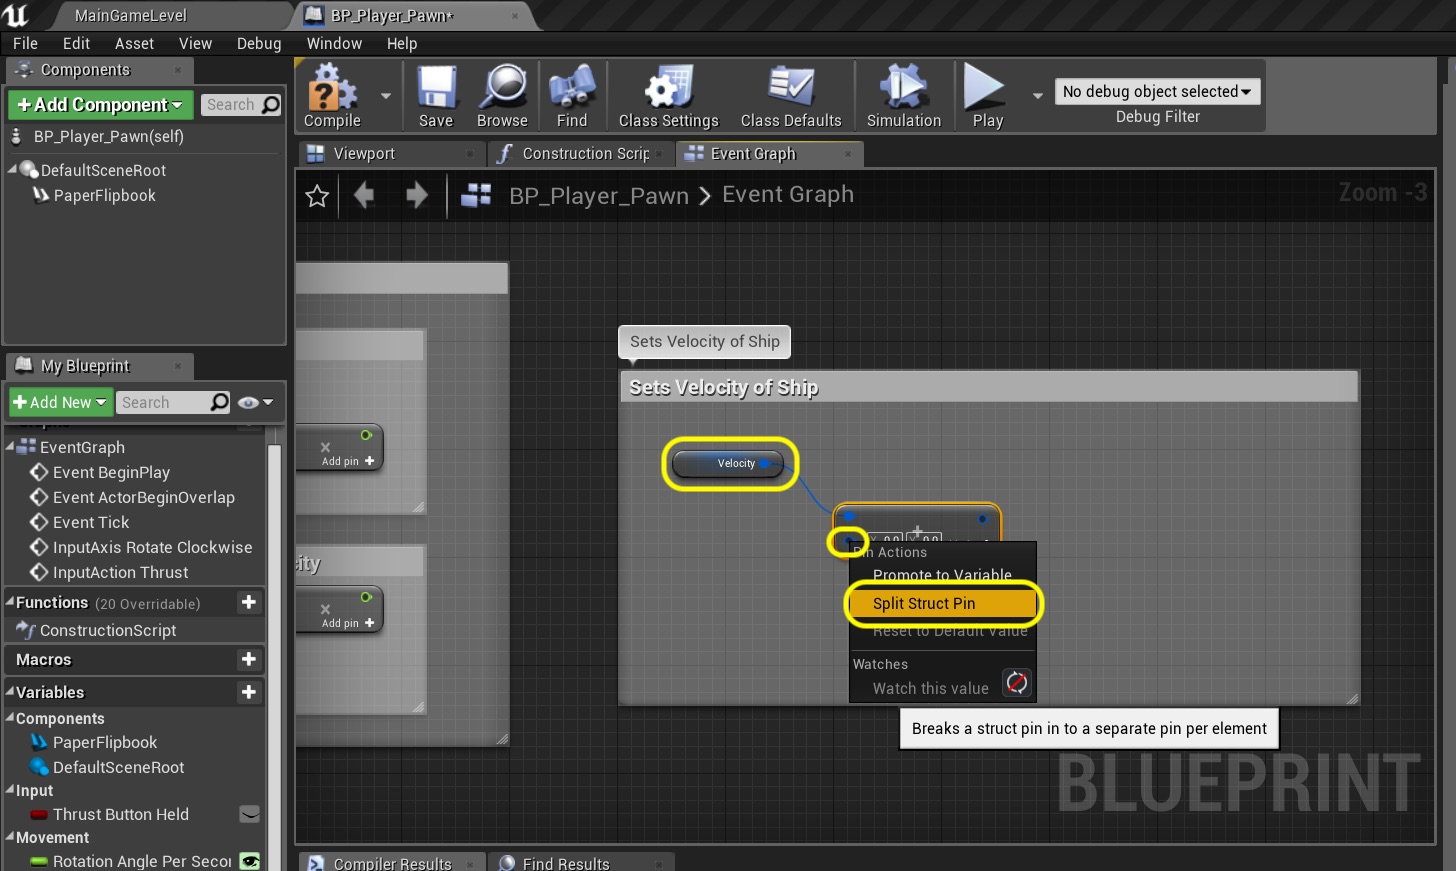 MainGameLevel
BP_Player_Pawn*
File Edit Asset View Debug Window Help
Components
+Add Component
Search
BP_Player_Pawn(self)
DefaultSceneRoot
PaperFlipbook
Compile
Save
Browse
Find
Class Settings
Class Defaults
Simulation
Play
No debug object selected
Debug Filter
Viewport
Construction Scrip
Event Graph
BP_Player_Pawn > Event Graph
Zoom -3
My Blueprint
+Add New
Search
EventGraph
Event BeginPlay
Event ActorBeginOverlap
Event Tick
InputAxis Rotate Clockwise
InputAction Thrust
Functions (20 Overridable) +
ConstructionScript
Macros +
Variables +
Components
PaperFlipbook
DefaultSceneRoot
Input
Thrust Button Held
Movement
Rotation Angle Per Secon
Add pin +
city
Add pin +
Sets Velocity of Ship
Sets Velocity of Ship
Velocity
X 0.0 Y 0.0
Pin Actions
Promote to Variable
Split Struct Pin
Reset to Default Value
Watches
Watch this value
Breaks a struct pin in to a separate pin per element
BLUEPRINT
Compiler Results
Find Results